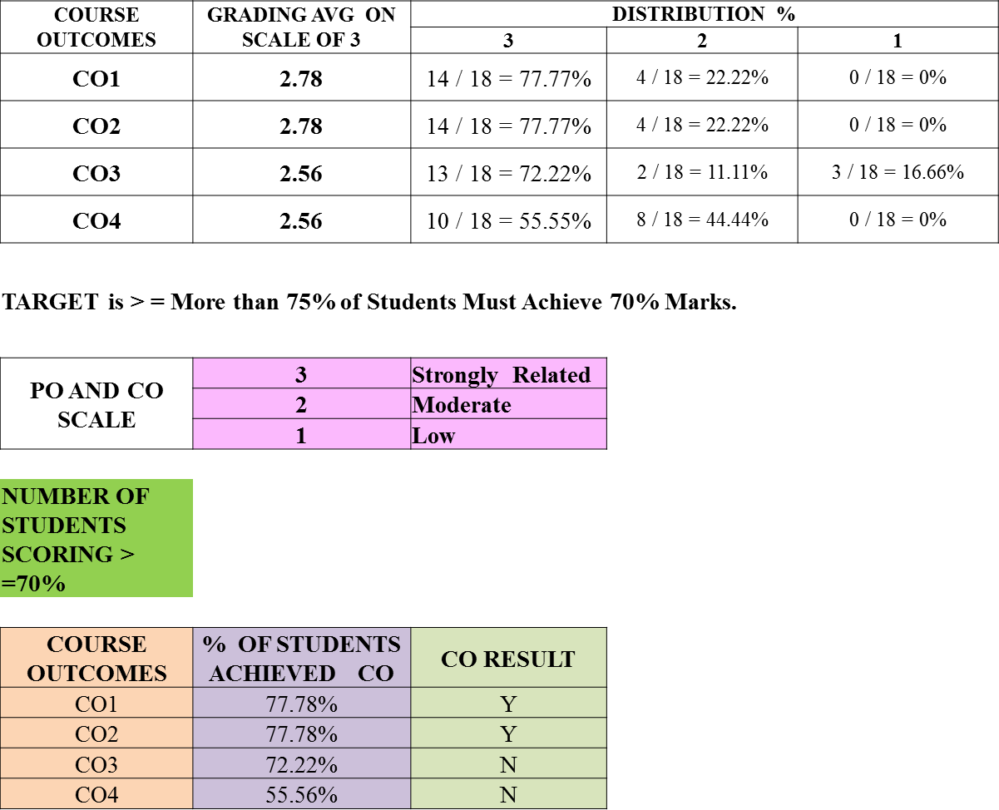 COURSE OUTCOMES GRADING AVG ON SCALE OF 3 DISTRIBUTION %
3 2 1
CO1 2.78 14 / 18 = 77.77% 4 / 18 = 22.22% 0 / 18 = 0%
CO2 2.78 14 / 18 = 77.77% 4 / 18 = 22.22% 0 / 18 = 0%
CO3 2.56 13 / 18 = 72.22% 2 / 18 = 11.11% 3 / 18 = 16.66%
CO4 2.56 10 / 18 = 55.55% 8 / 18 = 44.44% 0 / 18 = 0%
TARGET is > = More than 75% of Students Must Achieve 70% Marks.
PO AND CO SCALE
3 Strongly Related
2 Moderate
1 Low
NUMBER OF
STUDENTS
SCORING >
=70%
COURSE OUTCOMES % OF STUDENTS ACHIEVED CO CO RESULT
CO1 77.78% Y
CO2 77.78% Y
CO3 72.22% N
CO4 55.56% N